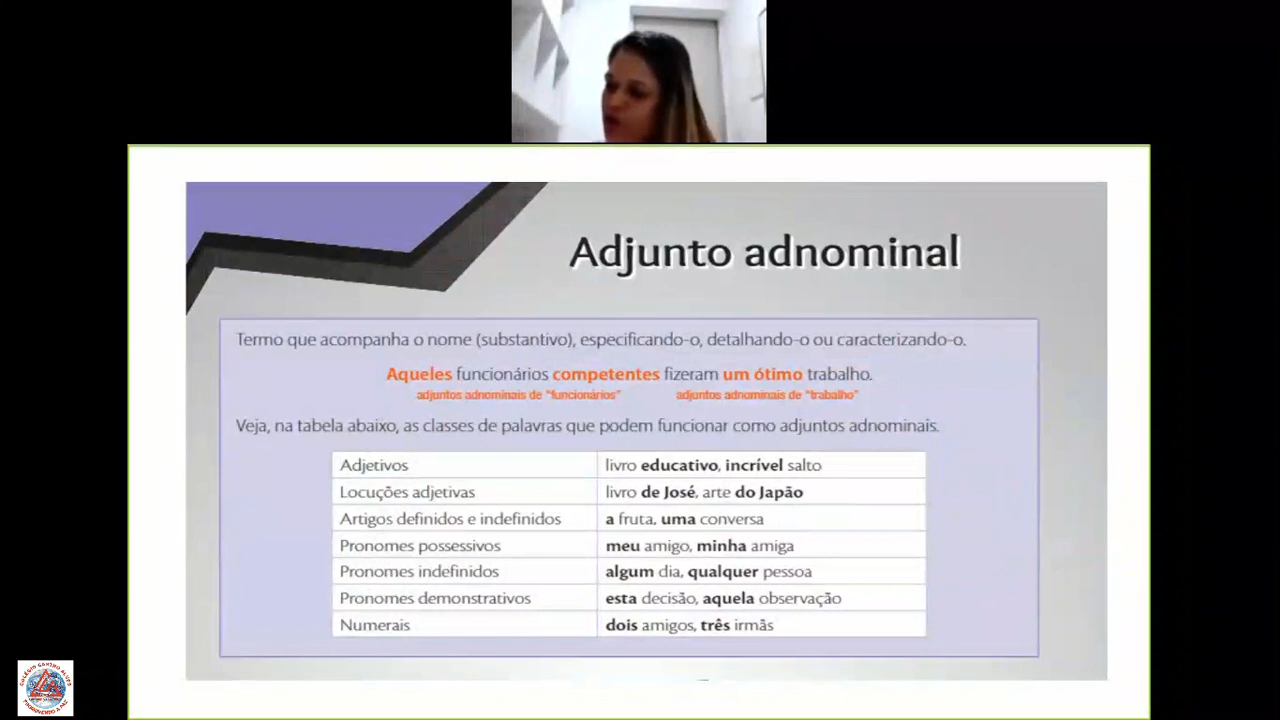 Adjunto adnominal
Termo que acompanha o nome (substantivo), especificando-o, detalhando-o ou caracterizando-o.
Aqueles funcionários competentes fizeram um ótimo trabalho.
adjuntos adnominais de "funcionários" adjuntos adnominais de "trabalho"
Veja, na tabela abaixo, as classes de palavras que podem funcionar como adjuntos adnominais.
Adjetivos livro educativo, incrível salto
Locuções adjetivas livro de José, arte do Japão
Artigos definidos e indefinidos a fruta, uma conversa
Pronomes possessivos meu amigo, minha amiga
Pronomes indefinidos algum dia, qualquer pessoa
Pronomes demonstrativos esta decisão, aquela observação
Numerais dois amigos, três irmãs
COLÉGIO CASTRO ALVES